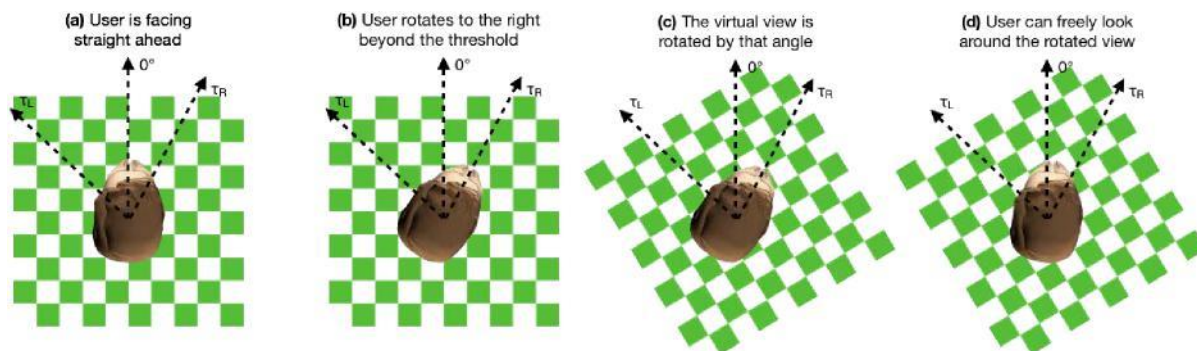 (a) User is facing
straight ahead
0°
τL
τR
(b) User rotates to the right
beyond the threshold
0°
τL
τR
(c) The virtual view is
rotated by that angle
0°
τL
τR
(d) User can freely look
around the rotated view
0°
τL
τR